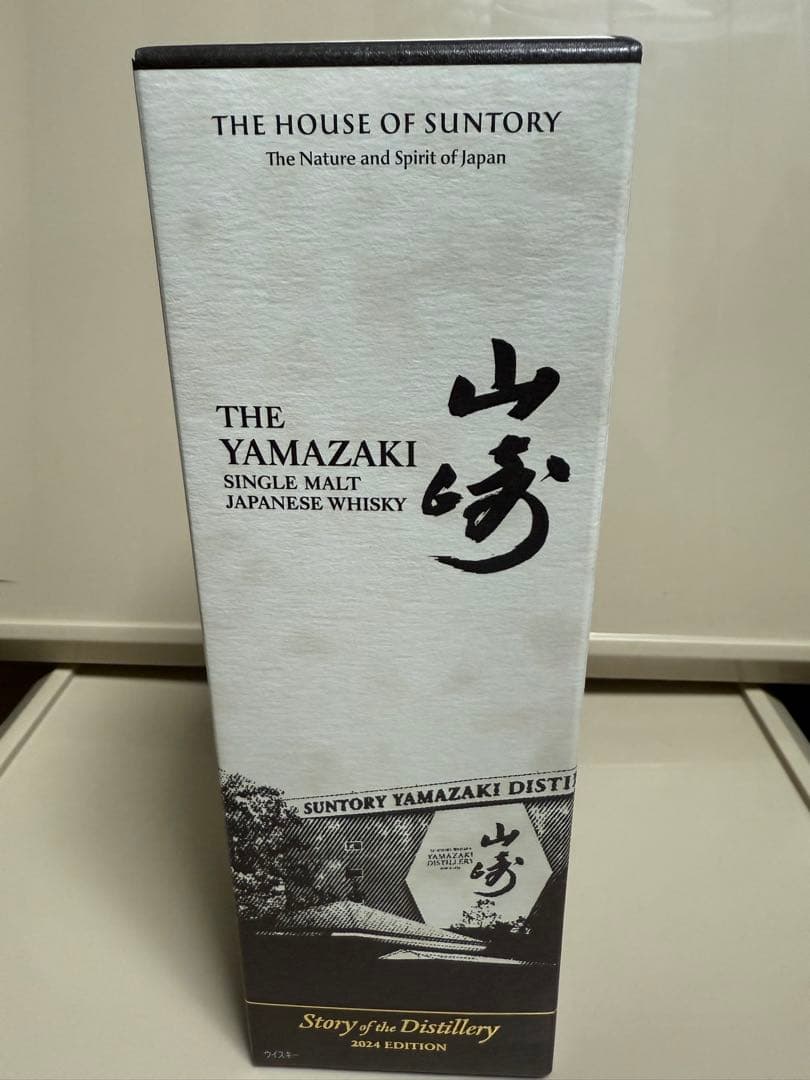 THE HOUSE OF SUNTORY
The Nature and Spirit of Japan
山崎
THE
YAMAZAKI
SINGLE MALT
JAPANESE WHISKY
SUNTORY YAMAZAKI DISTI
山崎
YAMAZAKI
DISTILLERY
Story of the Distillery
2024 EDITION
ウイスキー